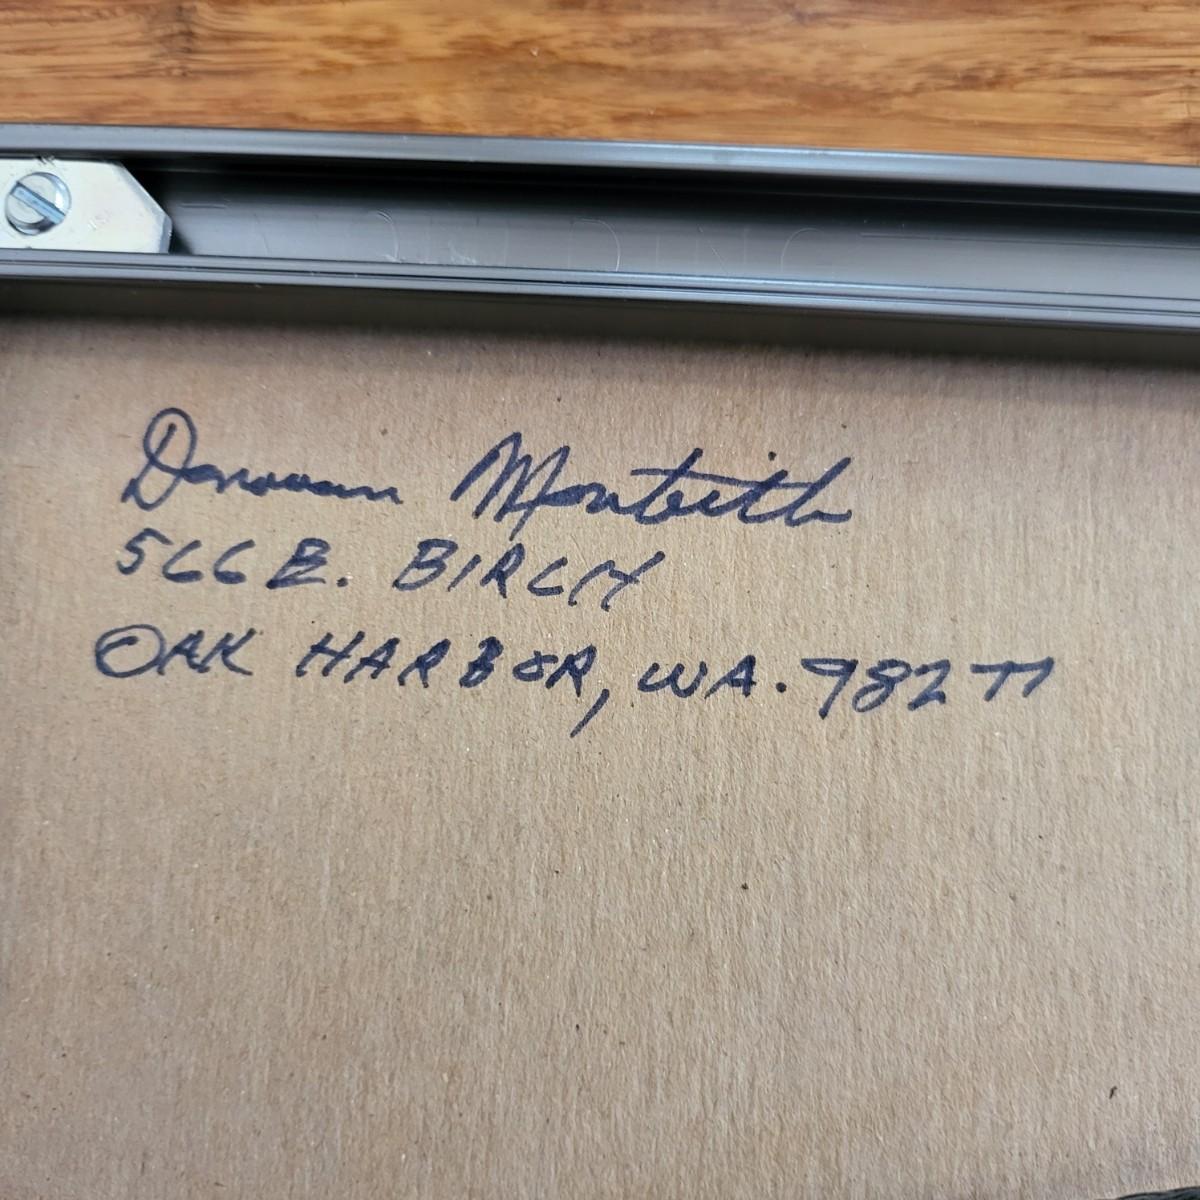 Donovan Monteith
566 E. BIRCH
OAK HARBOR, WA. 98277